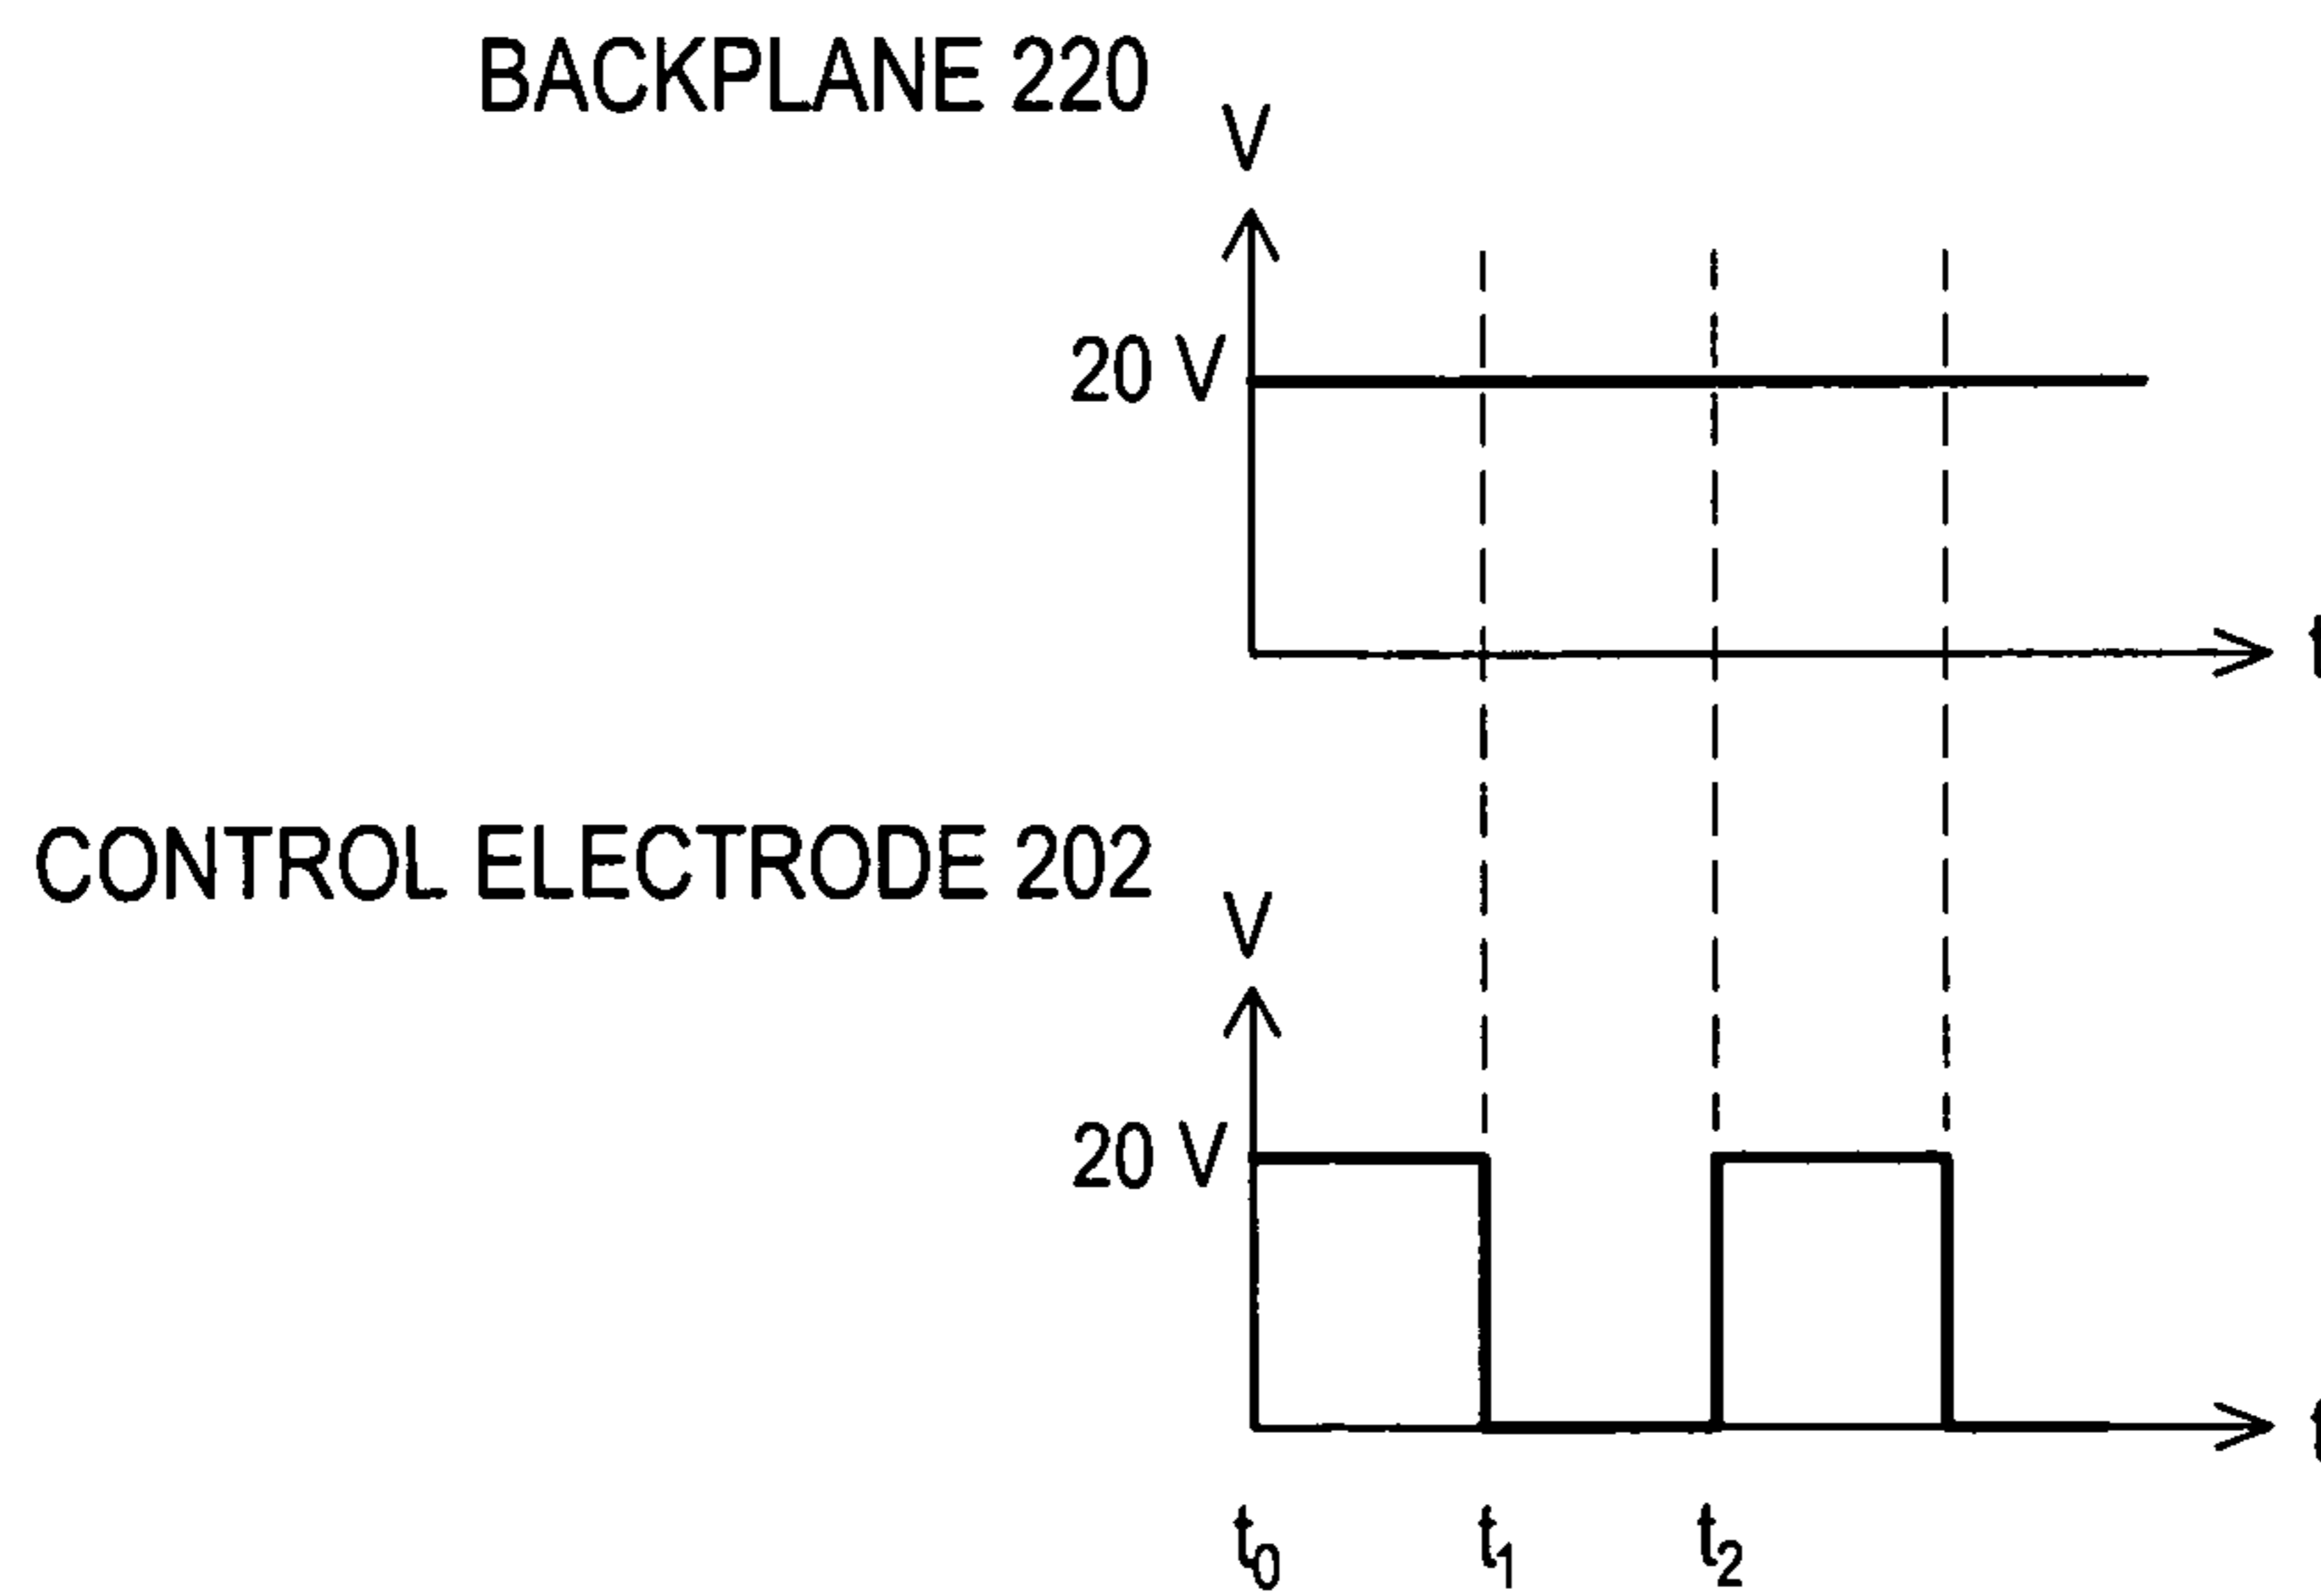 BACKPLANE 220
V
20 V
t
CONTROL ELECTRODE 202
V
20 V
t
t0 t1 t2